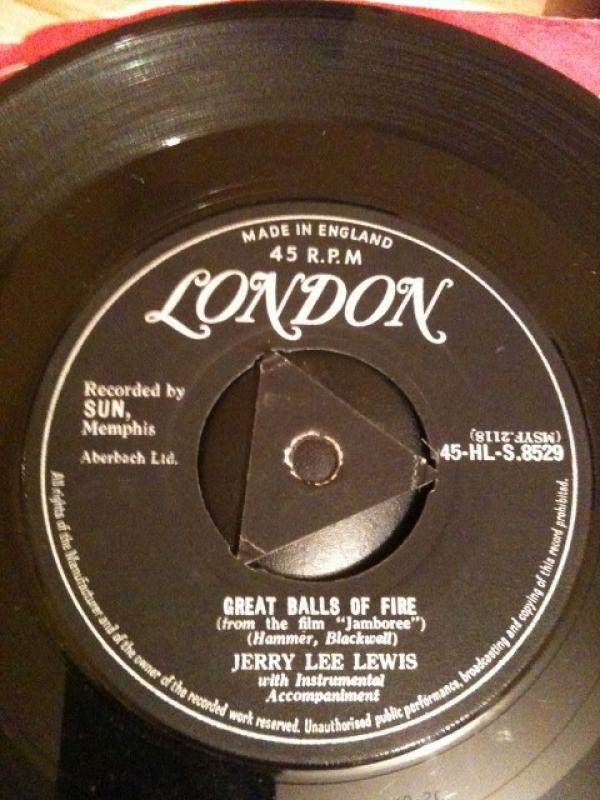 MADE IN ENGLAND
45 R.P.M
LONDON
Recorded by
SUN,
Memphis
Aberbach Ltd.
(MSYF.2118)
45-HL-S.8529
GREAT BALLS OF FIRE
(from the film "Jamboree")
(Hammer, Blackwell)
JERRY LEE LEWIS
with Instrumental
Accompaniment
All rights of the Manufacturer and of the owner of the recorded work reserved. Unauthorised public performance, broadcasting and copying of this record prohibited.